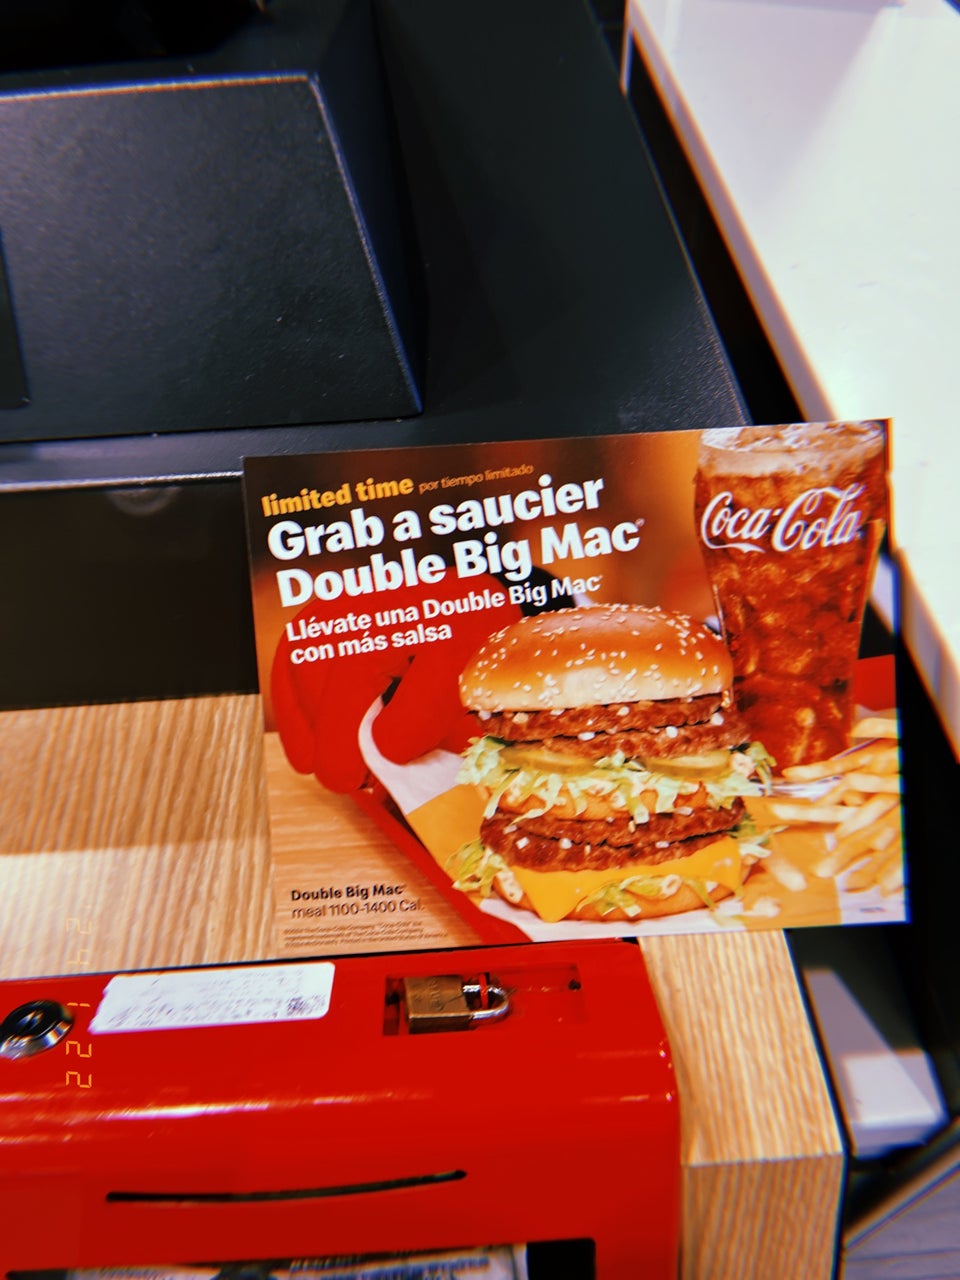 limited time por tiempo limitado
Grab a saucier
Double Big Mac®
Llévate una Double Big Mac®
con más salsa
Coca-Cola
Double Big Mac®
meal 1100-1400 Cal.